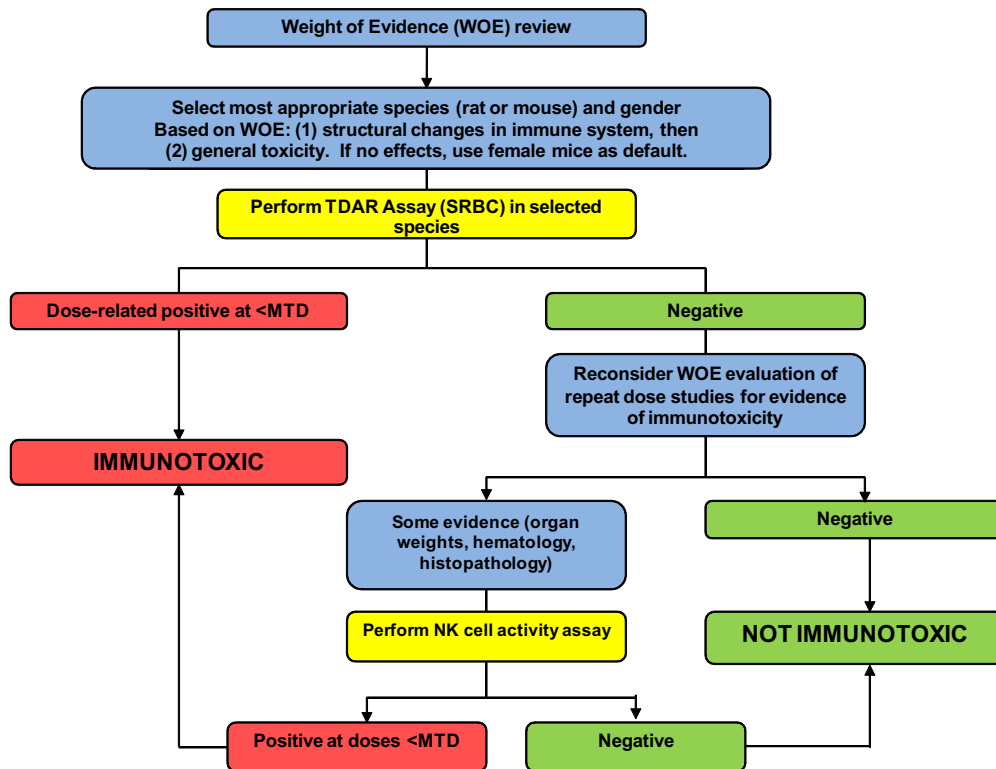 Weight of Evidence (WOE) review
Select most appropriate species (rat or mouse) and gender
Based on WOE: (1) structural changes in immune system, then
(2) general toxicity. If no effects, use female mice as default.
Perform TDAR Assay (SRBC) in selected
species
Dose-related positive at <MTD
Negative
Reconsider WOE evaluation of
repeat dose studies for evidence
of immunotoxicity
IMMUNOTOXIC
Some evidence (organ
weights, hematology,
histopathology)
Negative
Perform NK cell activity assay
NOT IMMUNOTOXIC
Positive at doses <MTD
Negative